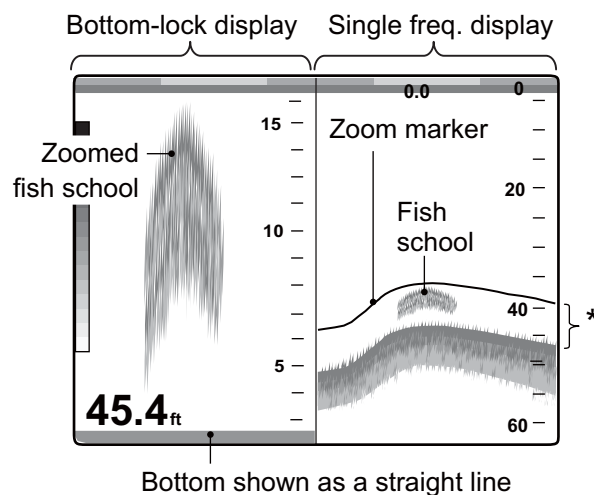 Bottom-lock display
Single freq. display
0.0
0
15
Zoom marker
Zoomed
fish school
20
Fish
school
10
40
*
5
45.4ft
60
Bottom shown as a straight line